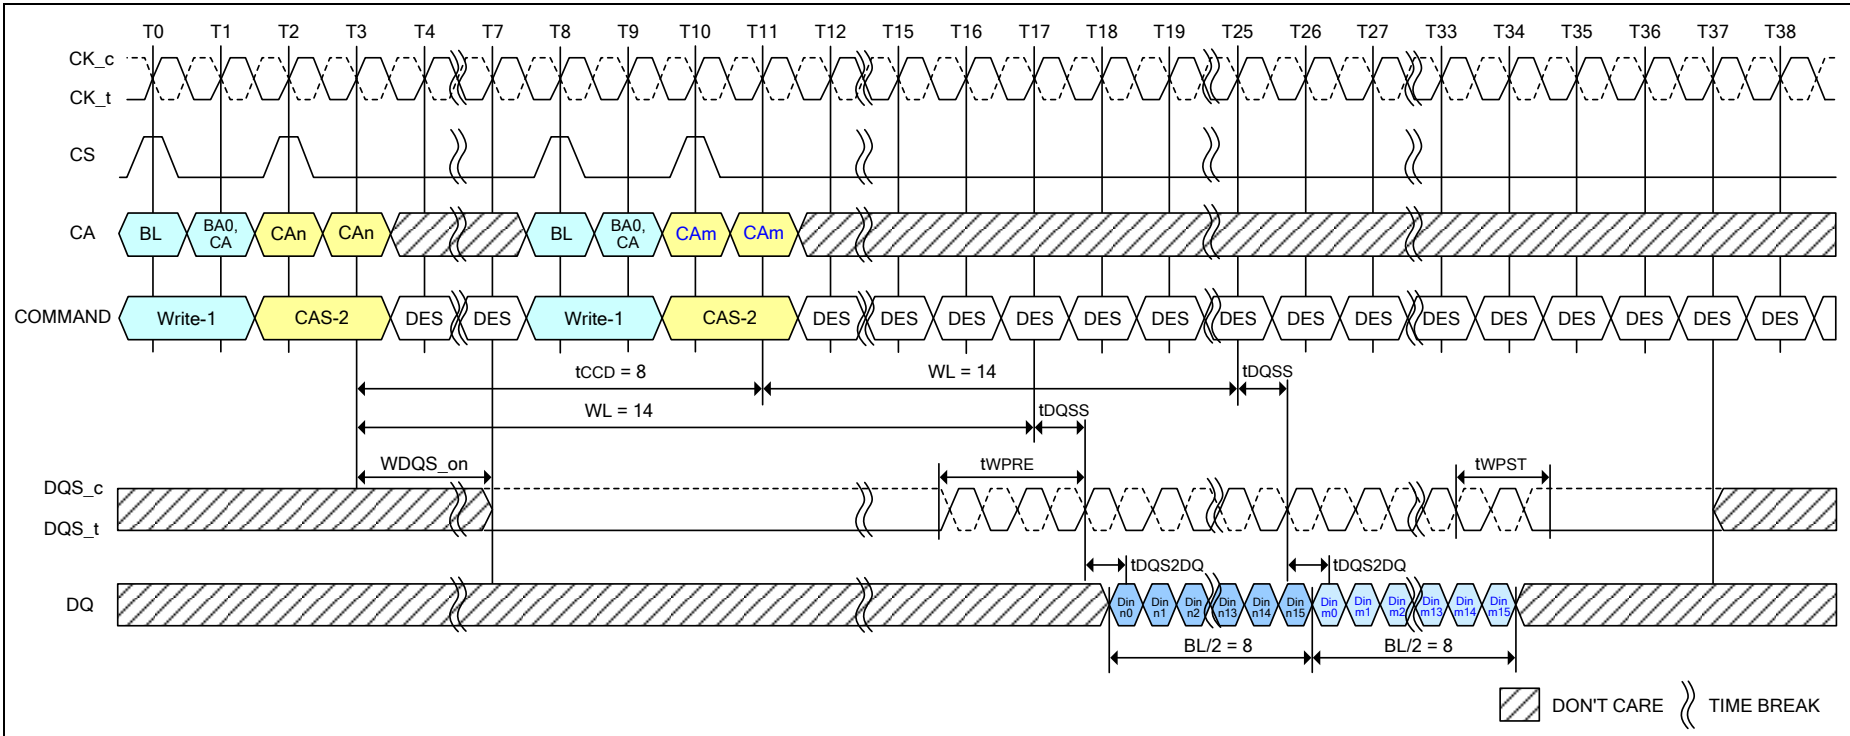 T0 T1 T2 T3 T4 T7 T8 T9 T10 T11 T12 T15 T16 T17 T18 T19 T25 T26 T27 T33 T34 T35 T36 T37 T38
CK_c
CK_t
CS
CA BL BA0, CA CAn CAn BL BA0, CA CAm CAm
COMMAND Write-1 CAS-2 DES DES Write-1 CAS-2 DES DES DES DES DES DES DES DES DES DES DES DES DES DES DES
tCCD = 8 WL = 14 tDQSS
WL = 14 tDQSS
WDQS_on tWPRE tWPST
DQS_c
DQS_t
tDQS2DQ tDQS2DQ
DQ Din n0 Din n1 Din n2 Din n13 Din n14 Din n15 Din m0 Din m1 Din m2 Din m13 Din m14 Din m15
BL/2 = 8 BL/2 = 8
DON'T CARE TIME BREAK